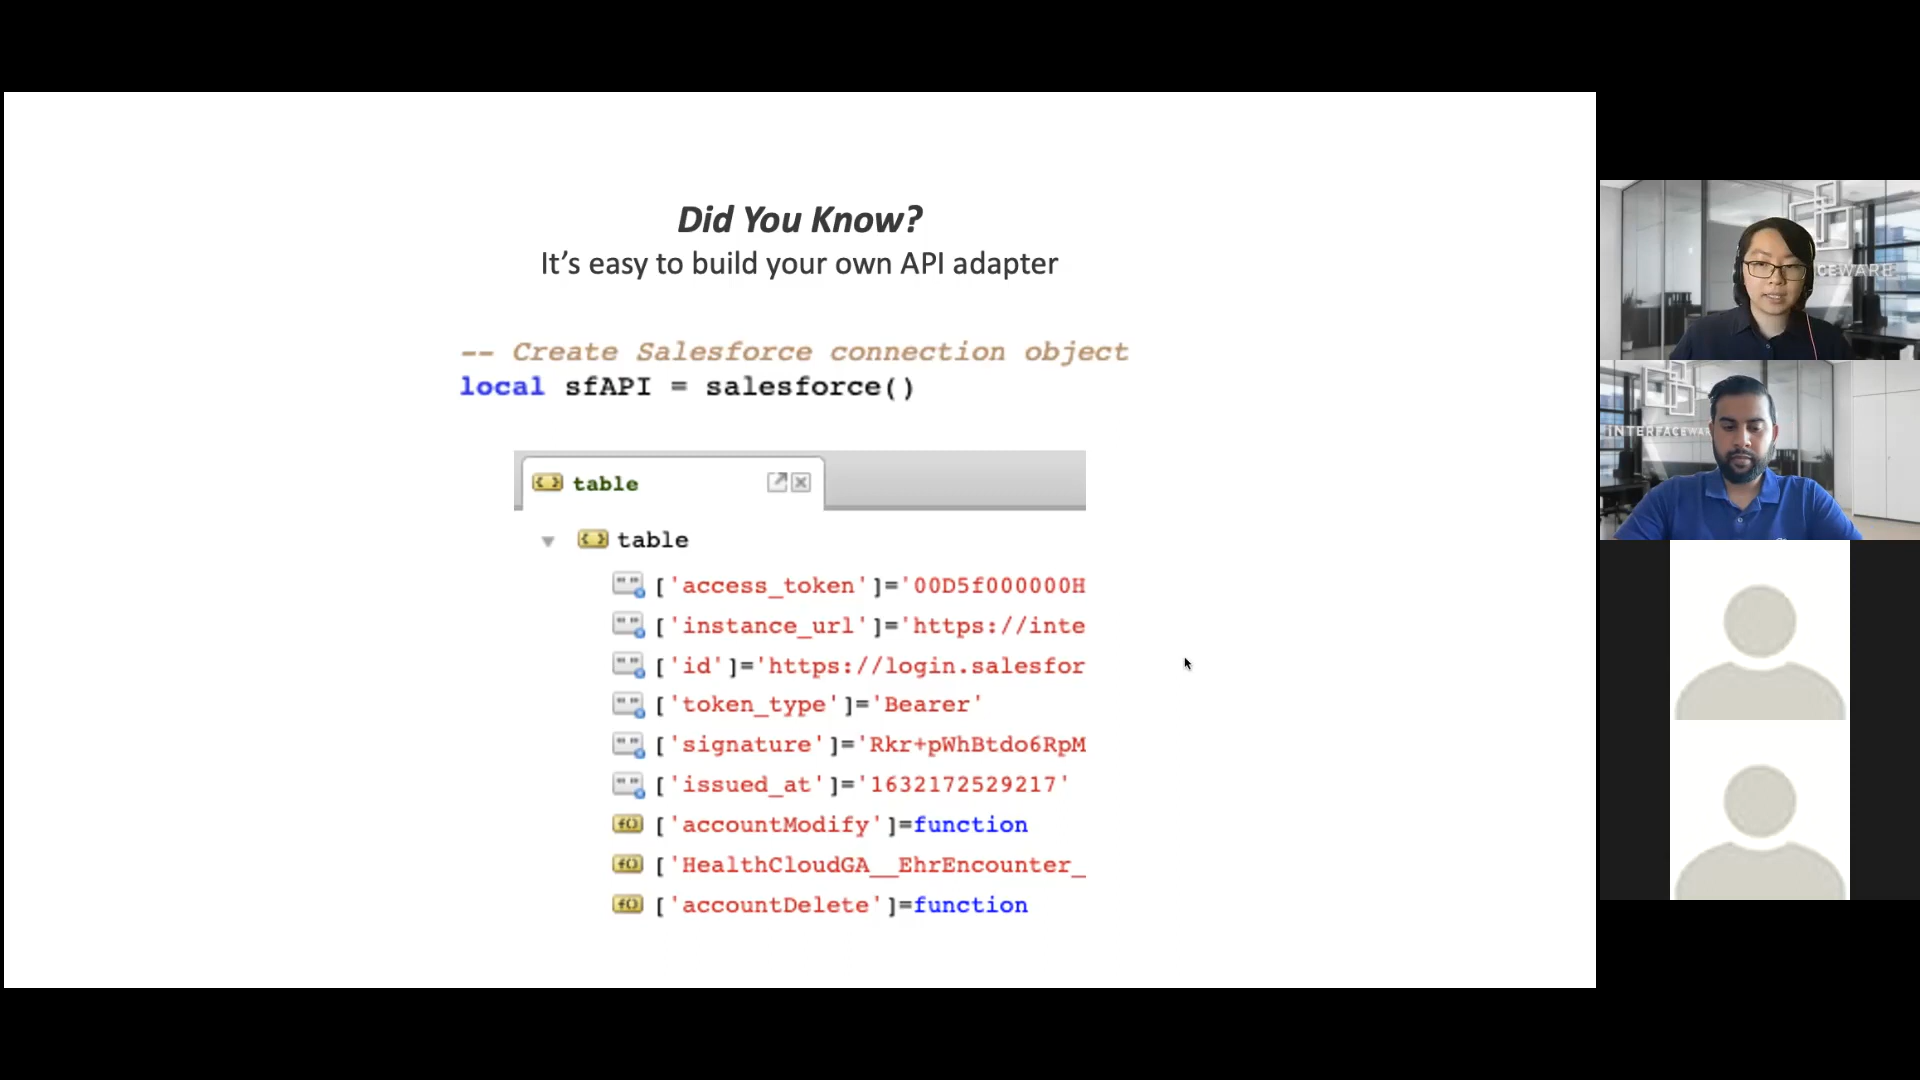 Did You Know?
It's easy to build your own API adapter
-- Create Salesforce connection object
local sfAPI = salesforce()
table
table
['access_token']='00D5f000000H
['instance_url']='https://inte
['id']='https://login.salesfor
['token_type']='Bearer'
['signature']='Rkr+pWhBtdo6RpM
['issued_at']='1632172529217'
['accountModify']=function
['HealthCloudGA__EhrEncounter_
['accountDelete']=function
CEWARE
INTERFACEWAR